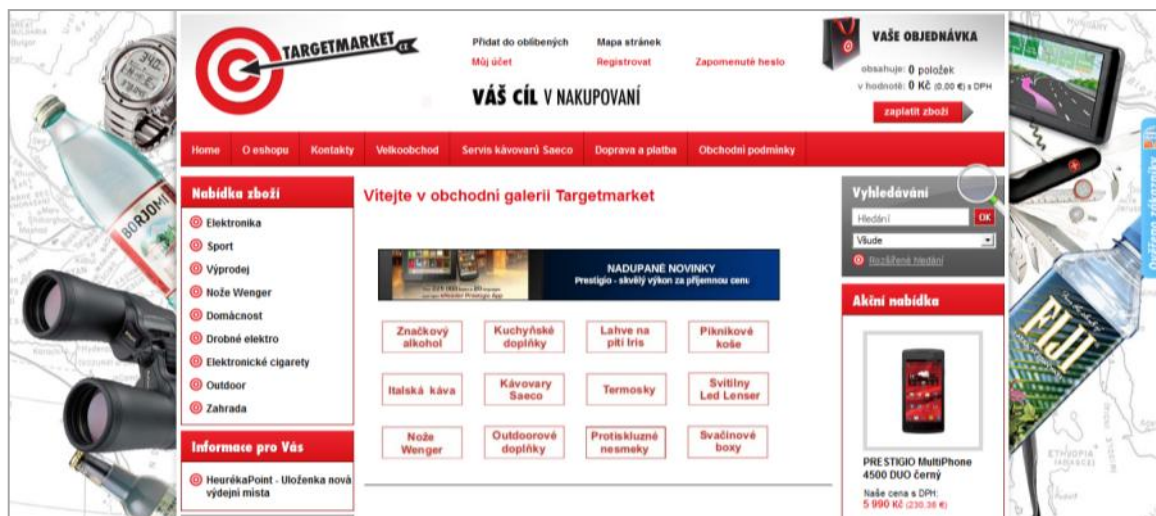 TARGETMARKET CZ
Přidat do oblíbených
Mapa stránek
Můj účet
Registrovat
Zapomenuté heslo
VÁŠ CÍL V NAKUPOVANÍ
VAŠE OBJEDNÁVKA
obsahuje: 0 položek
v hodnotě: 0 Kč (0,00 €) s DPH
zaplatit zboží
Home
O eshopu
Kontakty
Velkoobchod
Servis kávovarů Saeco
Doprava a platba
Obchodní podmínky
Nabídka zboží
Elektronika
Sport
Výprodej
Nože Wenger
Domácnost
Drobné elektro
Elektronické cigarety
Outdoor
Zahrada
Informace pro Vás
HeurékaPoint - Uloženka nová
výdejní místa
Vítejte v obchodní galerii Targetmarket
NADUPANÉ NOVINKY
Prestigio - skvělý výkon za příjemnou cenu
Značkový
alkohol
Kuchyňské
doplňky
Lahve na
pití Iris
Piknikové
koše
Italská káva
Kávovary
Saeco
Termosky
Svítilny
Led Lenser
Nože
Wenger
Outdoorové
doplňky
Protiskluzné
nesmeky
Svačinové
boxy
Vyhledávání
Hledání
OK
Všude
Rozšířené hledání
Akční nabídka
PRESTIGIO MultiPhone
4500 DUO černý
Naše cena s DPH:
5 990 Kč (230,38 €)
BORJOMI
FIJI
Ověřeno zákazníky